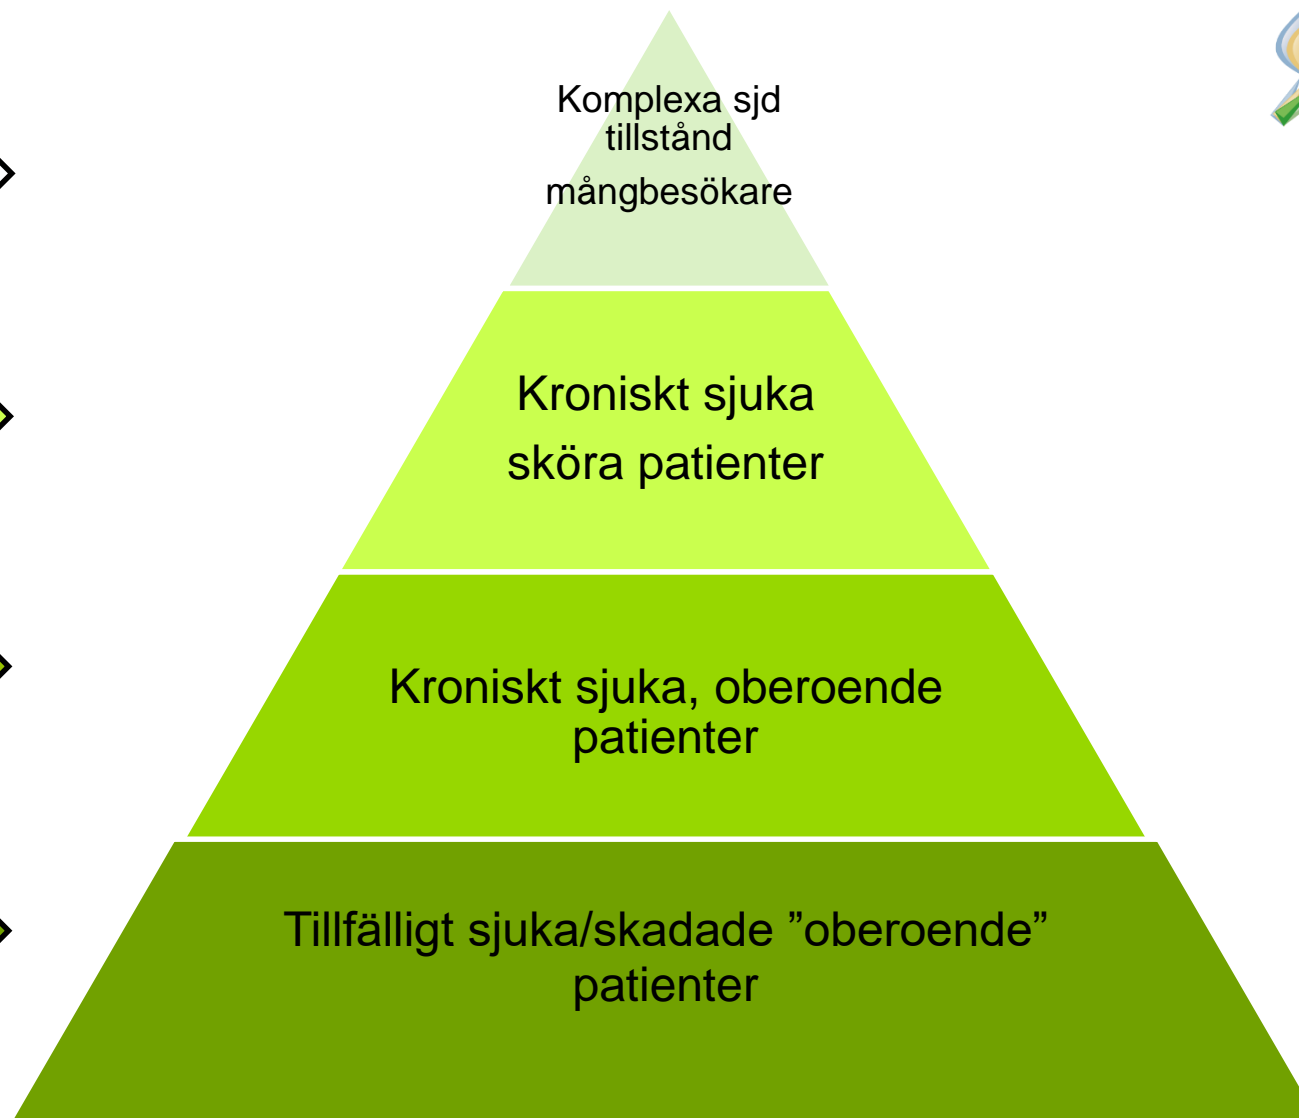 Komplexa sjd
tillstånd
mångbesökare
Kroniskt sjuka
sköra patienter
Kroniskt sjuka, oberoende
patienter
Tillfälligt sjuka/skadade ”oberoende”
patienter